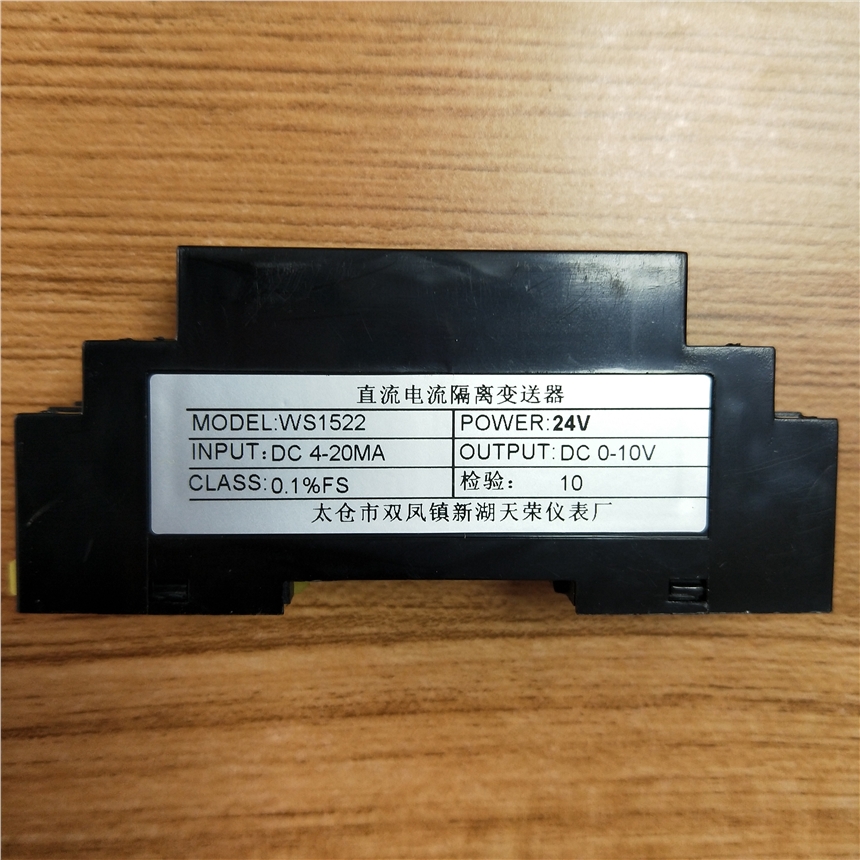 直流电流隔离变送器
MODEL:WS1522 POWER:24V
INPUT:DC 4-20MA OUTPUT:DC 0-10V
CLASS:0.1%FS 检验: 10
太仓市双凤镇新湖天荣仪表厂